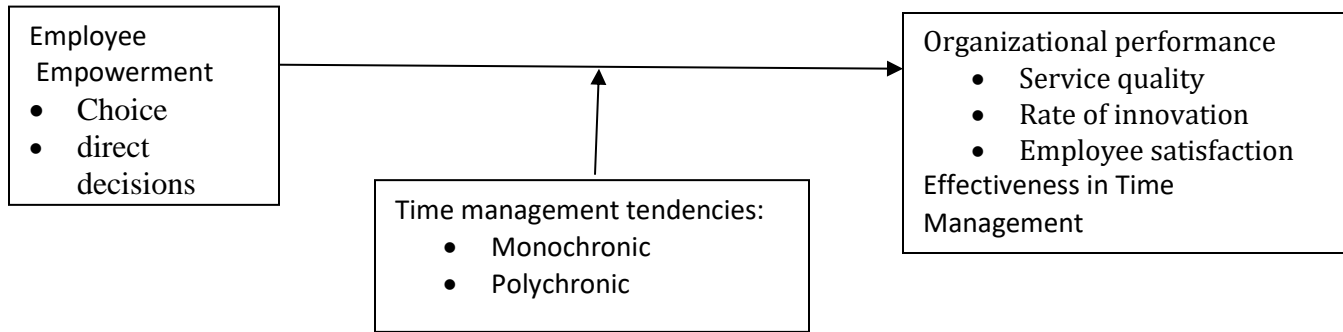 Employee
Empowerment
• Choice
• direct
decisions
Time management tendencies:
• Monochronic
• Polychronic
Organizational performance
• Service quality
• Rate of innovation
• Employee satisfaction
Effectiveness in Time
Management